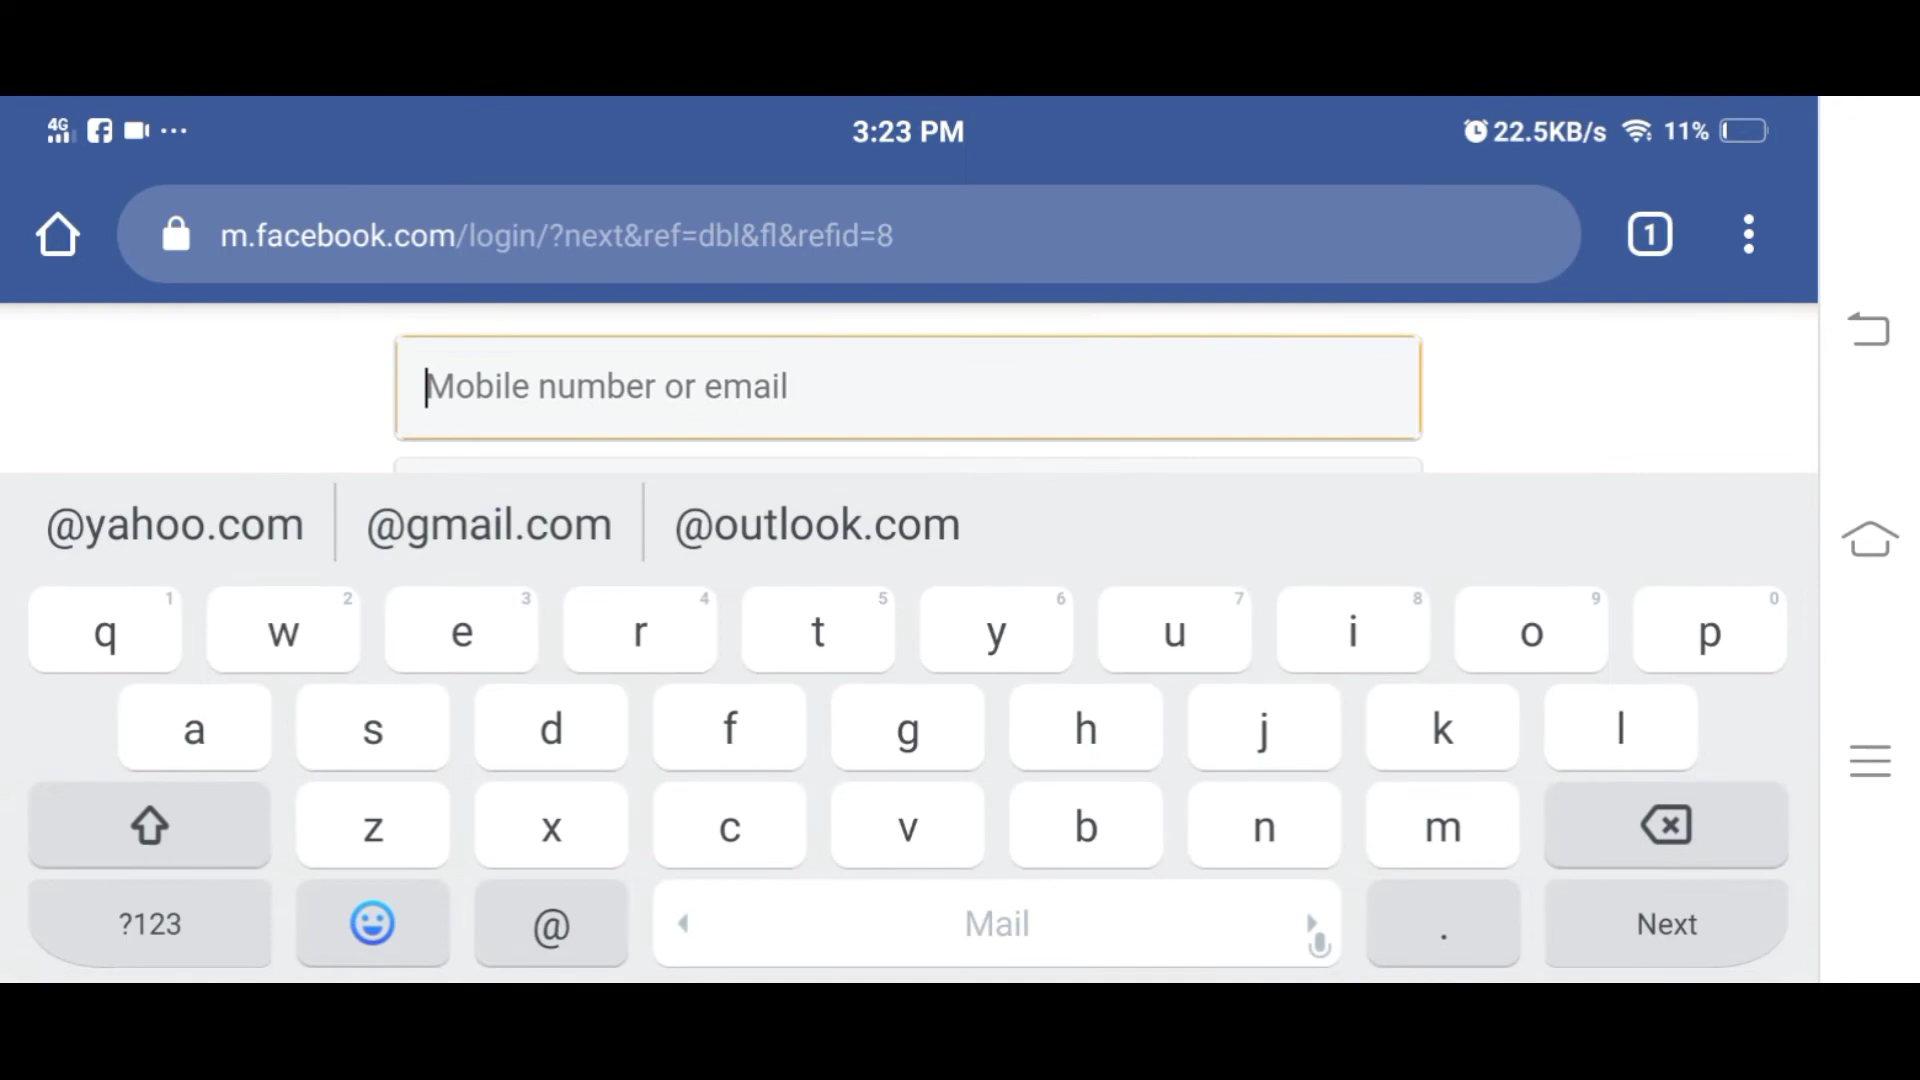 4G 3:23 PM 22.5KB/s 11%
m.facebook.com/login/?next&ref=dbl&fl&refid=8 1
Mobile number or email
@yahoo.com @gmail.com @outlook.com
1 2 3 4 5 6 7 8 9 0
q w e r t y u i o p
a s d f g h j k l
z x c v b n m
?123 @ Mail . Next